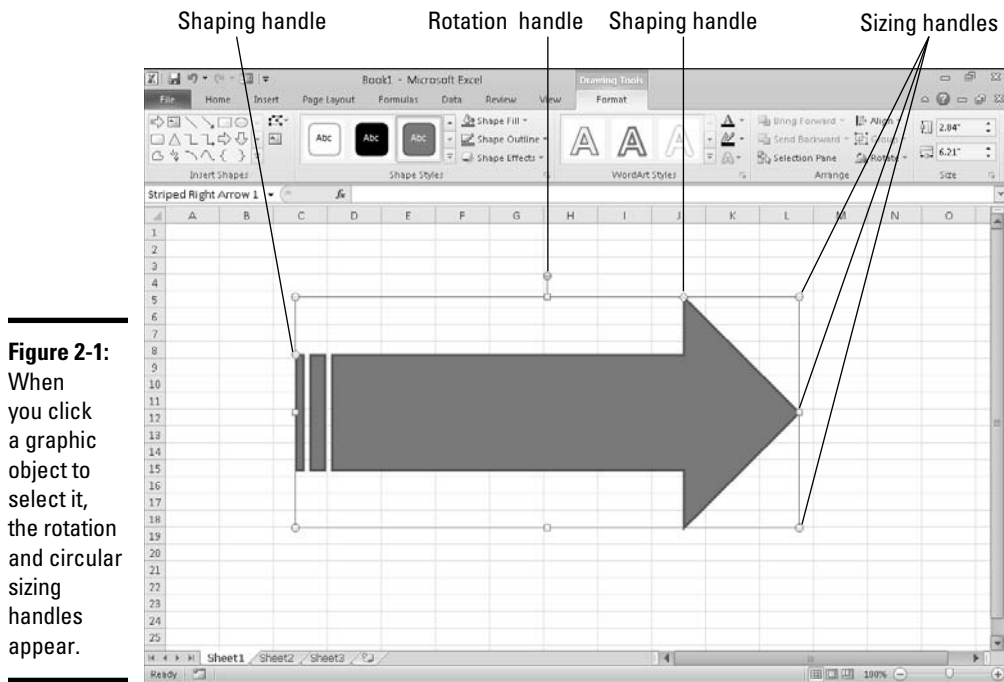 Shaping handle Rotation handle Shaping handle Sizing handles
Book1 - Microsoft Excel Drawing Tools
File Home Insert Page Layout Formulas Data Review View Format
Abc Abc Abc
Shape Fill
Shape Outline
Shape Effects
A A A
A
A
Bring Forward
Send Backward
Selection Pane
Align
Group
Rotate
2.84"
6.21"
Insert Shapes Shape Styles WordArt Styles Arrange Size
Striped Right Arrow 1 fx
A B C D E F G H I J K L M N O
1
2
3
4
5
6
7
8
9
10
11
12
13
14
15
16
17
18
19
20
21
22
23
24
25
Sheet1 Sheet2 Sheet3
Ready 100%
Figure 2-1:
When
you click
a graphic
object to
select it,
the rotation
and circular
sizing
handles
appear.